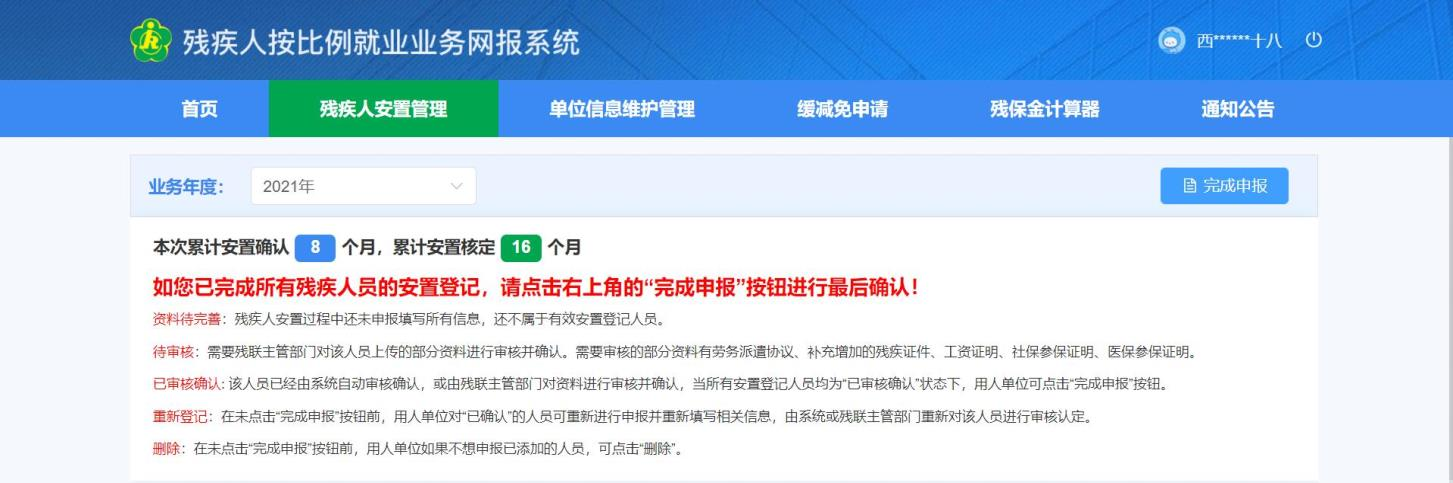 残疾人按比例就业业务网报系统
西******十八
首页 残疾人安置管理 单位信息维护管理 缓减免申请 残保金计算器 通知公告
业务年度： 2021年 完成申报
本次累计安置确认 8 个月，累计安置核定 16 个月
如您已完成所有残疾人员的安置登记，请点击右上角的“完成申报”按钮进行最后确认！
资料待完善：残疾人安置过程中还未申报填写所有信息，还不属于有效安置登记人员。
待审核：需要残联主管部门对该人员上传的部分资料进行审核并确认。需要审核的部分资料有劳务派遣协议、补充增加的残疾证件、工资证明、社保参保证明、医保参保证明。
已审核确认: 该人员已经由系统自动审核确认，或由残联主管部门对资料进行审核并确认，当所有安置登记人员均为“已审核确认”状态下，用人单位可点击“完成申报”按钮。
重新登记：在未点击“完成申报”按钮前，用人单位对“已确认”的人员可重新进行申报并重新填写相关信息，由系统或残联主管部门重新对该人员进行审核认定。
删除：在未点击“完成申报”按钮前，用人单位如果不想申报已添加的人员，可点击“删除”。